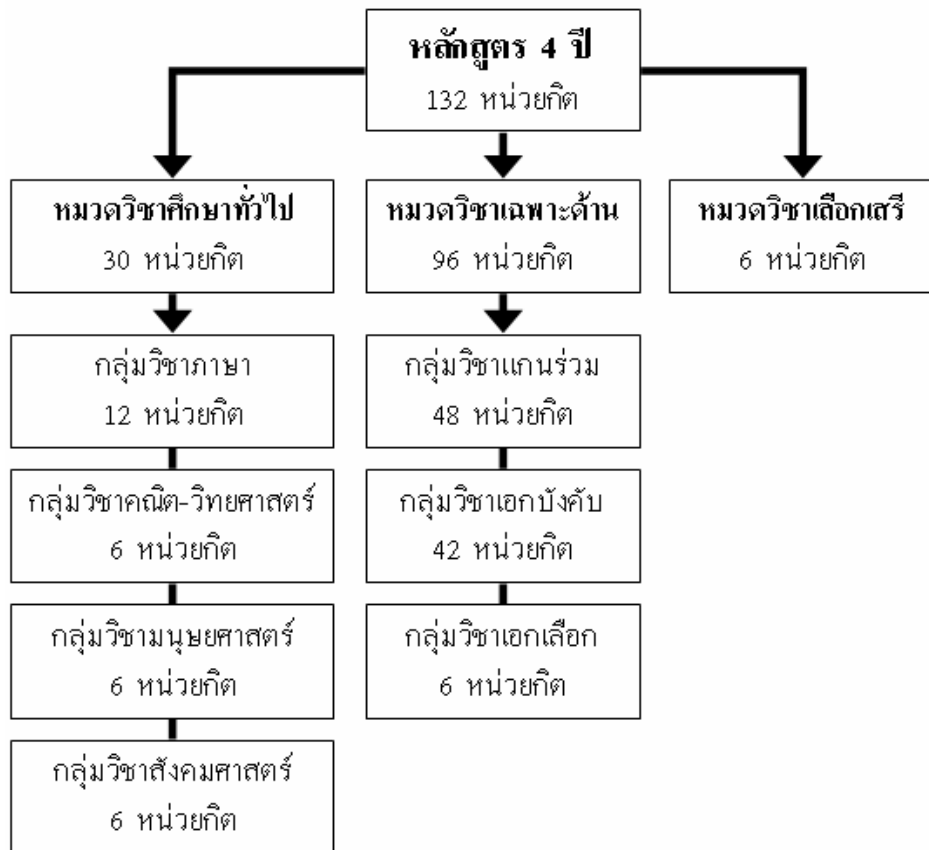 หลักสูตร 4 ปี
132 หน่วยกิต
หมวดวิชาศึกษาทั่วไป
30 หน่วยกิต
กลุ่มวิชาภาษา
12 หน่วยกิต
กลุ่มวิชาคณิต-วิทยศาสตร์
6 หน่วยกิต
กลุ่มวิชามนุษยศาสตร์
6 หน่วยกิต
กลุ่มวิชาสังคมศาสตร์
6 หน่วยกิต
หมวดวิชาเฉพาะด้าน
96 หน่วยกิต
กลุ่มวิชาแกนร่วม
48 หน่วยกิต
กลุ่มวิชาเอกบังคับ
42 หน่วยกิต
กลุ่มวิชาเอกเลือก
6 หน่วยกิต
หมวดวิชาเลือกเสรี
6 หน่วยกิต